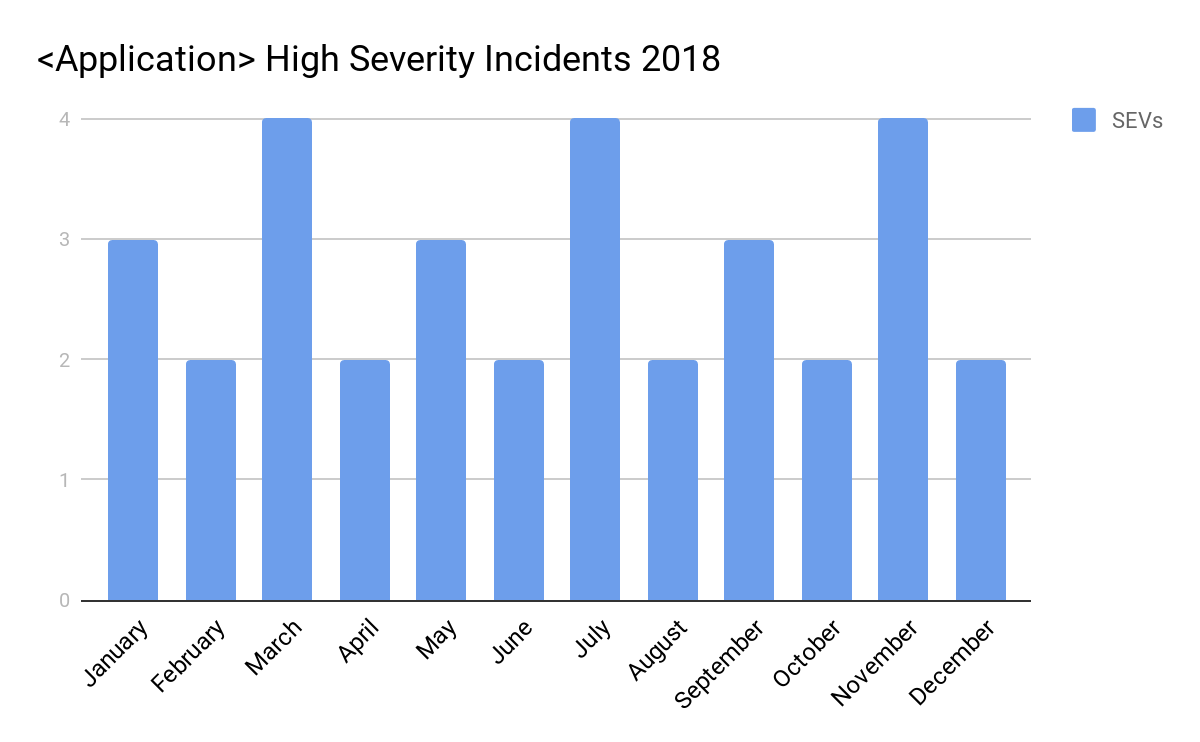 <Application> High Severity Incidents 2018
SEVs
4
3
2
1
0
January
February
March
April
May
June
July
August
September
October
November
December